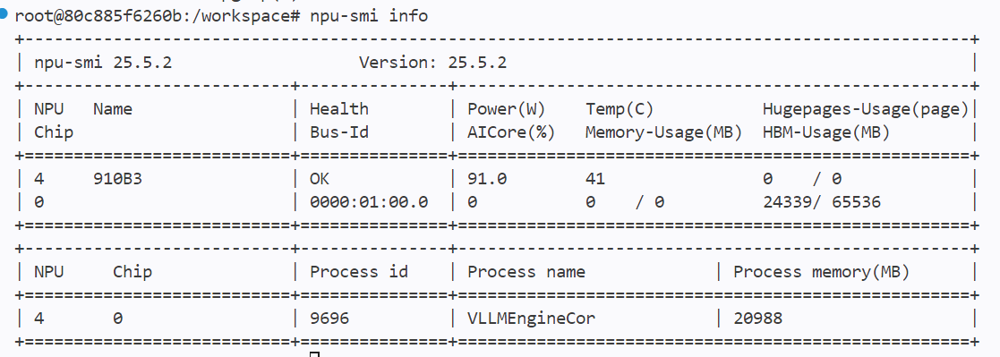 root@80c885f6260b:/workspace# npu-smi info
+------------------------------------------------------------------------------------------------+
| npu-smi 25.5.2                   Version: 25.5.2                                               |
+---------------------------+---------------+----------------------------------------------------+
| NPU   Name                | Health        | Power(W)    Temp(C)           Hugepages-Usage(page)|
| Chip                      | Bus-Id        | AICore(%)   Memory-Usage(MB)  HBM-Usage(MB)        |
+===========================+===============+====================================================+
| 4     910B3               | OK            | 91.0        41                0    / 0             |
| 0                         | 0000:01:00.0  | 0           0    / 0          24339/ 65536         |
+===========================+===============+====================================================+
+---------------------------+---------------+----------------------------------------------------+
| NPU     Chip              | Process id    | Process name             | Process memory(MB)      |
+===========================+===============+====================================================+
| 4       0                 | 9696          | VLLMEngineCor            | 20988                   |
+===========================+===============+====================================================+